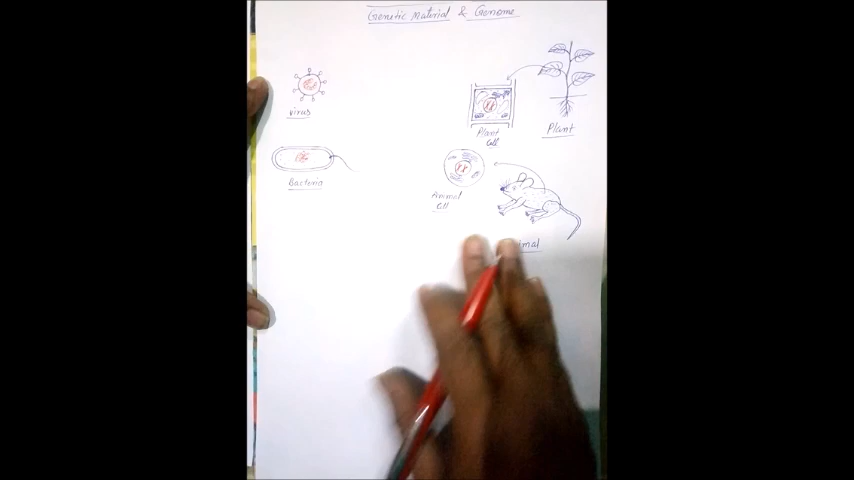 Genetic Material & Genome
virus
Plant
Cell
Plant
Bacteria
Animal
Cell